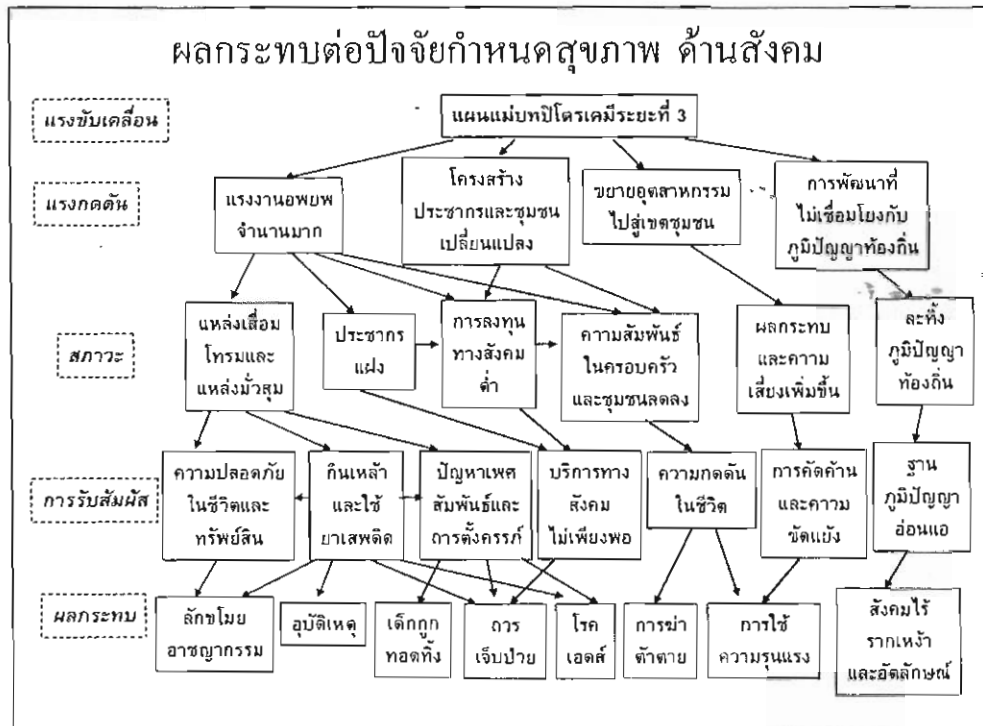 ผลกระทบต่อปัจจัยกำหนดสุขภาพ ด้านสังคม
แรงขับเคลื่อน
แผนแม่บทปิโตรเคมีระยะที่ 3
แรงกดดัน
แรงงานอพยพ
จำนวนมาก
โครงสร้าง
ประชากรและชุมชน
เปลี่ยนแปลง
ขยายอุตสาหกรรม
ไปสู่เขตชุมชน
การพัฒนาที่
ไม่เชื่อมโยงกับ
ภูมิปัญญาท้องถิ่น
สภาวะ
แหล่งเสื่อม
โทรมและ
แหล่งมั่วสุม
ประชากร
แฝง
การลงทุน
ทางสังคม
ต่ำ
ความสัมพันธ์
ในครอบครัว
และชุมชนลดลง
ผลกระทบ
และความ
เสี่ยงเพิ่มขึ้น
ละทิ้ง
ภูมิปัญญา
ท้องถิ่น
การรับสัมผัส
ความปลอดภัย
ในชีวิตและ
ทรัพย์สิน
กินเหล้า
และใช้
ยาเสพติด
ปัญหาเพศ
สัมพันธ์และ
การตั้งครรภ์
บริการทาง
สังคม
ไม่เพียงพอ
ความกดดัน
ในชีวิต
การคัดค้าน
และความ
ขัดแย้ง
ฐาน
ภูมิปัญญา
อ่อนแอ
ผลกระทบ
ลักขโมย
อาชญากรรม
อุบัติเหตุ
เด็กถูก
ทอดทิ้ง
การ
เจ็บป่วย
โรค
เอดส์
การฆ่า
ตัวตาย
การใช้
ความรุนแรง
สังคมไร้
รากเหง้า
และอัตลักษณ์